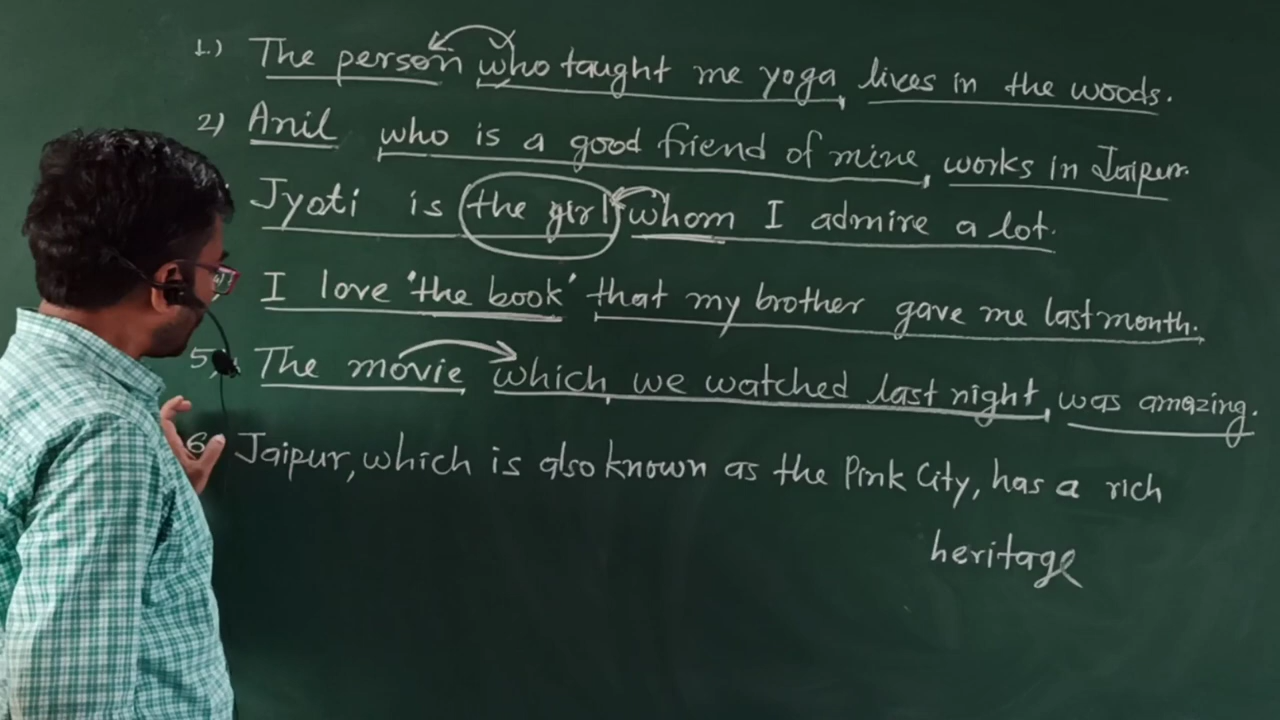 1.) The person who taught me yoga, lives in the woods.
2) Anil who is a good friend of mine, works in Jaipur.
Jyoti is the girl whom I admire a lot.
I love 'the book' that my brother gave me last month.
5) The movie which, we watched last night, was amazing.
6 Jaipur, which is also known as the Pink City, has a rich
heritage